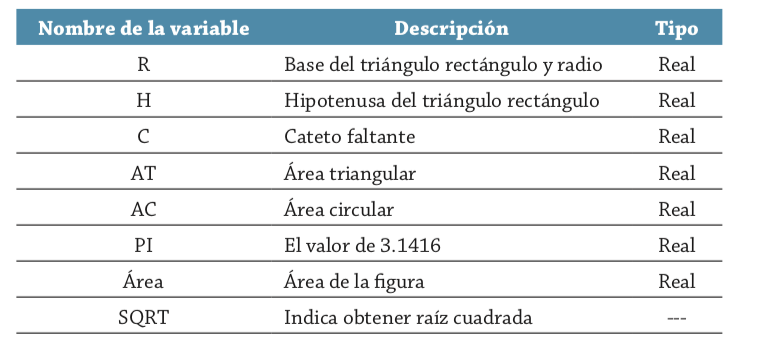 Nombre de la variable Descripción Tipo
R Base del triángulo rectángulo y radio Real
H Hipotenusa del triángulo rectángulo Real
C Cateto faltante Real
AT Área triangular Real
AC Área circular Real
PI El valor de 3.1416 Real
Área Área de la figura Real
SQRT Indica obtener raíz cuadrada ---